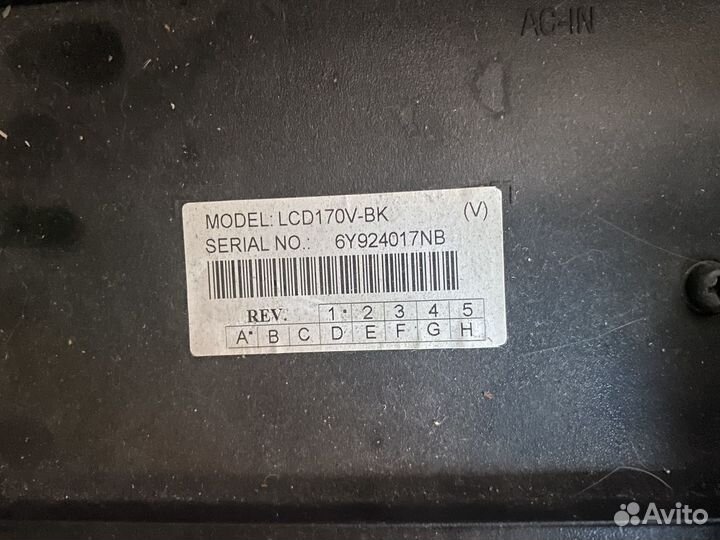 AC-IN
MODEL: LCD170V-BK (V)
SERIAL NO.: 6Y924017NB
REV. 1• 2 3 4 5
A• B C D E F G H
Avito